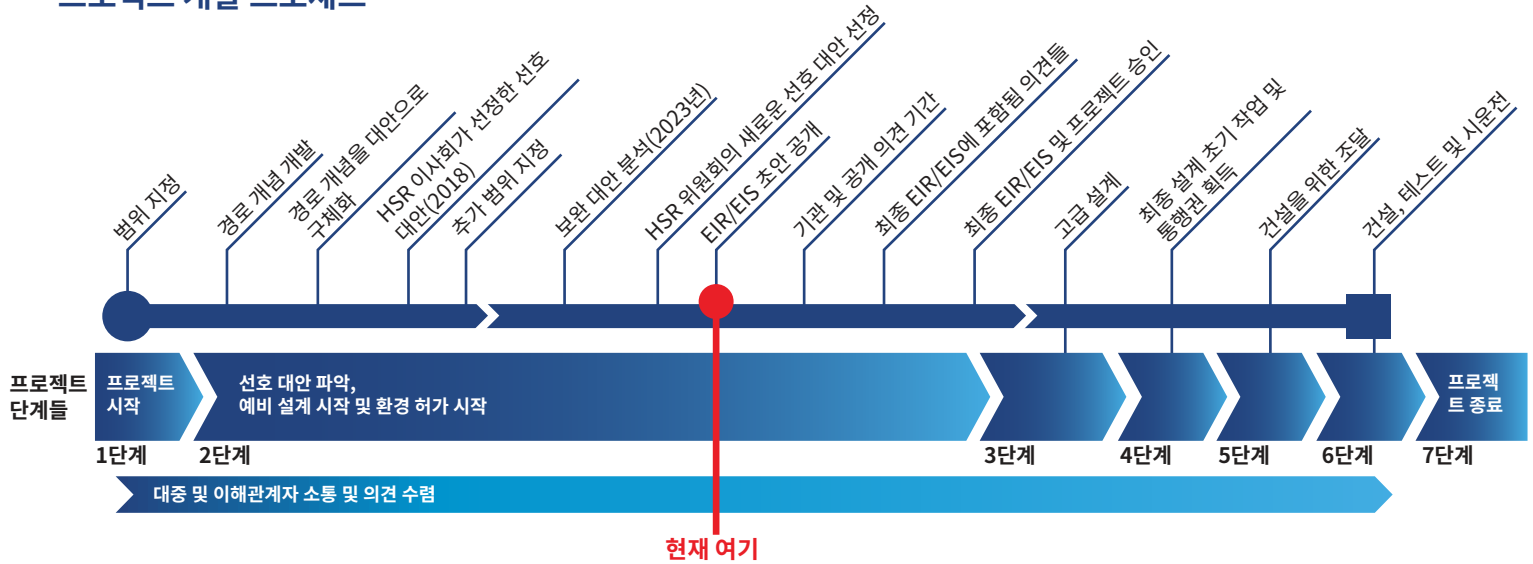 범위 지정
경로 개념 개발
경로 개념을 대안으로
구체화
HSR 이사회가 선정한 선호
대안(2018)
추가 범위 지정
보완 대안 분석(2023년)
HSR 위원회의 새로운 선호 대안 선정
EIR/EIS 초안 공개
기관 및 공개 의견 기간
최종 EIR/EIS에 포함됨 의견들
최종 EIR/EIS 및 프로젝트 승인
고급 설계
최종 설계 초기 작업 및
통행권 획득
건설을 위한 조달
건설, 테스트 및 시운전
프로젝트
단계들
프로젝트
시작
선호 대안 파악,
예비 설계 시작 및 환경 허가 시작
프로젝
트 종료
1단계
2단계
3단계
4단계
5단계
6단계
7단계
대중 및 이해관계자 소통 및 의견 수렴
현재 여기